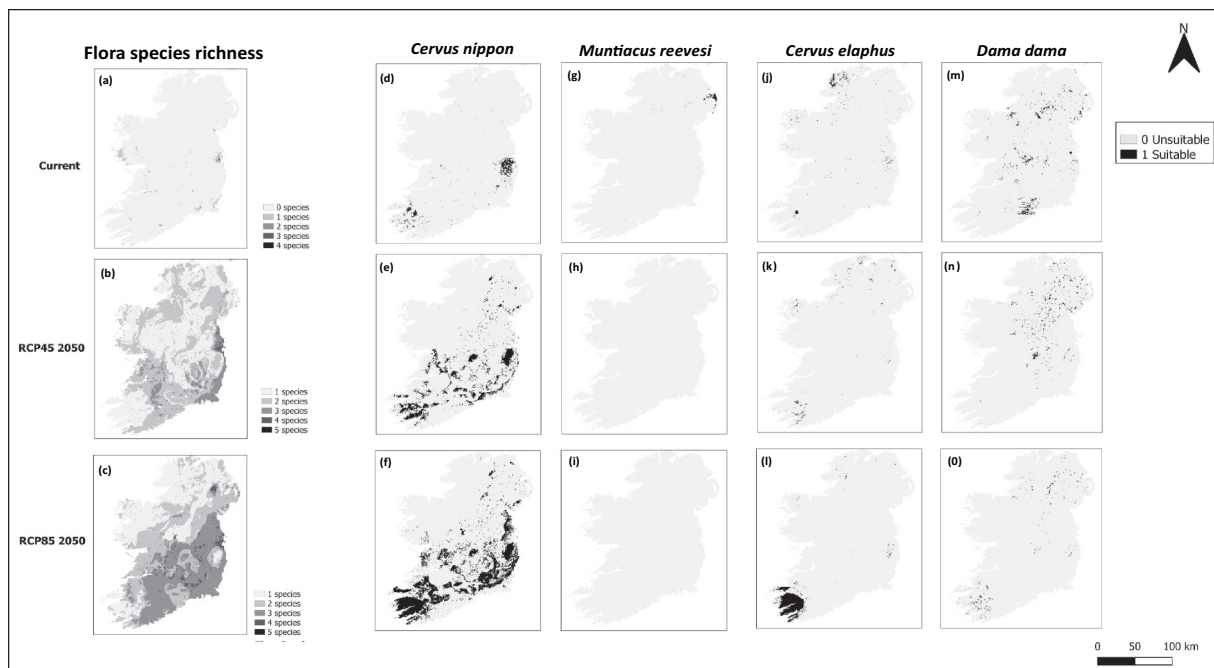 Flora species richness
Cervus nippon
Muntiacus reevesi
Cervus elaphus
Dama dama
N
(a)
(d)
(g)
(j)
(m)
0 Unsuitable
1 Suitable
Current
0 species
1 species
2 species
3 species
4 species
(b)
(e)
(h)
(k)
(n)
RCP45 2050
1 species
2 species
3 species
4 species
5 species
(c)
(f)
(i)
(l)
(0)
RCP85 2050
1 species
2 species
3 species
4 species
5 species
0 50 100 km